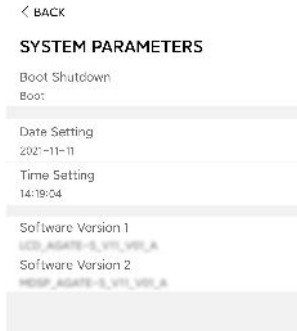 < BACK
SYSTEM PARAMETERS
Boot Shutdown
Boot
Date Setting
2021-11-11
Time Setting
14:19:04
Software Version 1
LCD_AGATE-S_V11_V01_A
Software Version 2
MDSP_AGATE-S_V11_V01_A